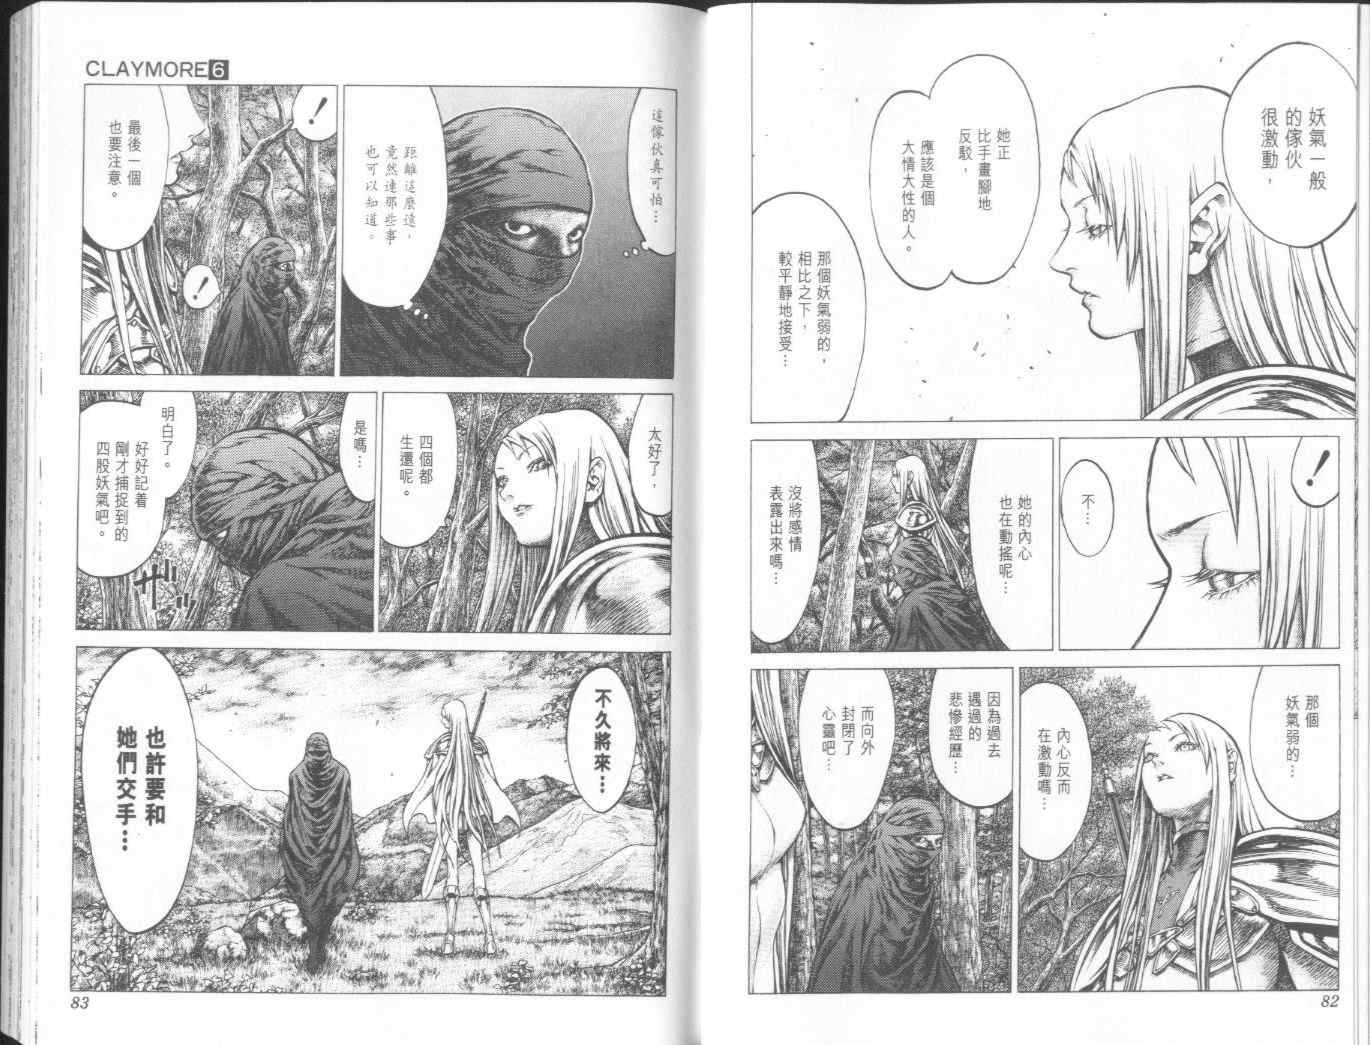 妖氣一般
的傢伙
很激動，
她正
比手畫腳地
反駁，
應該是個
大情大性的人。
那個妖氣弱的，
相比之下，
較平靜地接受…
！
不…
她的內心
也在動搖呢…
沒將感情
表露出來嗎…
那個
妖氣弱的…
內心反而
在激動嗎…
因為過去
遇過的
悲慘經歷…
而向外
封閉了
心靈吧…
82
CLAYMORE 6
這傢伙真可怕…
距離這麼遠，
竟然連那些事
也可以知道。
！
最後一個
也要注意。
！
太好了，
四個都
生還呢。
是嗎…
明白了。
好好記着
剛才捕捉到的
四股妖氣吧。
ザッ
ザッ
不久將來…
也許要和
她們交手…
83